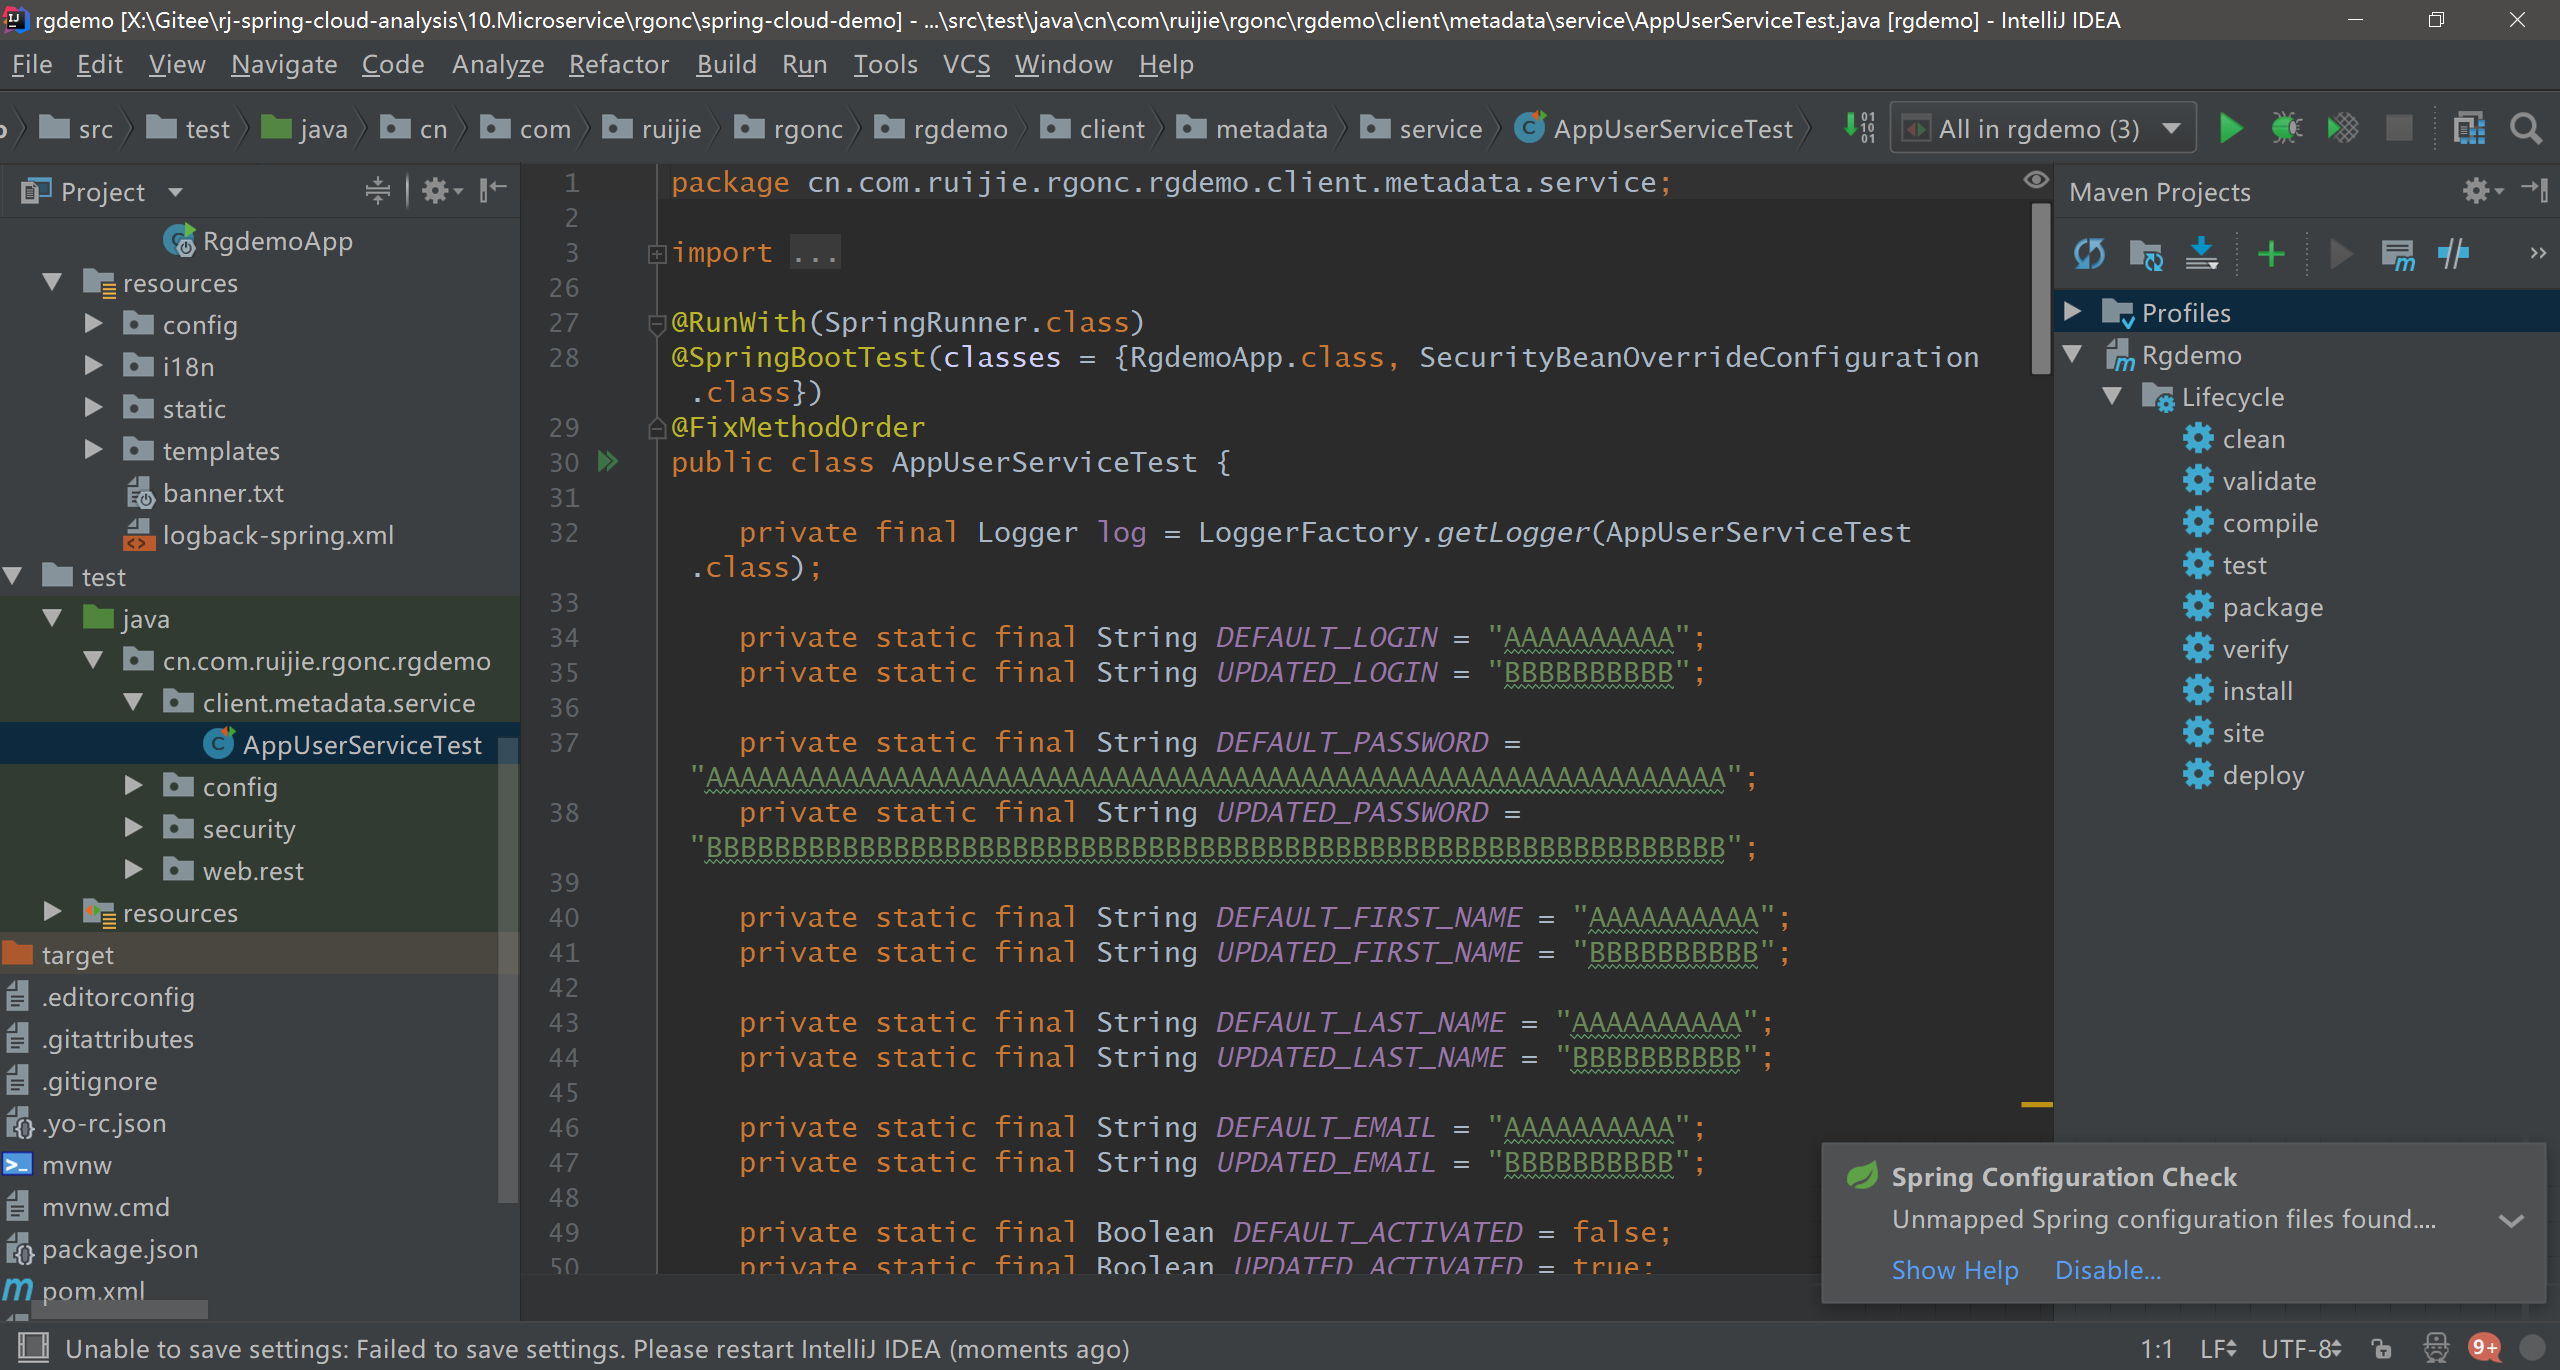 rgdemo [X:\Gitee\rj-spring-cloud-analysis\10.Microservice\rgonc\spring-cloud-demo] - ...\src\test\java\cn\com\ruijie\rgonc\rgdemo\client\metadata\service\AppUserServiceTest.java [rgdemo] - IntelliJ IDEA
File Edit View Navigate Code Analyze Refactor Build Run Tools VCS Window Help
src test java cn com ruijie rgonc rgdemo client metadata service AppUserServiceTest All in rgdemo (3)
Project
RgdemoApp
resources
config
i18n
static
templates
banner.txt
logback-spring.xml
test
java
cn.com.ruijie.rgonc.rgdemo
client.metadata.service
AppUserServiceTest
config
security
web.rest
resources
target
.editorconfig
.gitattributes
.gitignore
.yo-rc.json
mvnw
mvnw.cmd
package.json
pom.xml
1 package cn.com.ruijie.rgonc.rgdemo.client.metadata.service;
2
3 import ...
26
27 @RunWith(SpringRunner.class)
28 @SpringBootTest(classes = {RgdemoApp.class, SecurityBeanOverrideConfiguration
.class})
29 @FixMethodOrder
30 public class AppUserServiceTest {
31
32 private final Logger log = LoggerFactory.getLogger(AppUserServiceTest
.class);
33
34 private static final String DEFAULT_LOGIN = "AAAAAAAAAA";
35 private static final String UPDATED_LOGIN = "BBBBBBBBBB";
36
37 private static final String DEFAULT_PASSWORD =
"AAAAAAAAAAAAAAAAAAAAAAAAAAAAAAAAAAAAAAAAAAAAAAAAAAAAAAAAAAAA";
38 private static final String UPDATED_PASSWORD =
"BBBBBBBBBBBBBBBBBBBBBBBBBBBBBBBBBBBBBBBBBBBBBBBBBBBBBBBBBBBB";
39
40 private static final String DEFAULT_FIRST_NAME = "AAAAAAAAAA";
41 private static final String UPDATED_FIRST_NAME = "BBBBBBBBBB";
42
43 private static final String DEFAULT_LAST_NAME = "AAAAAAAAAA";
44 private static final String UPDATED_LAST_NAME = "BBBBBBBBBB";
45
46 private static final String DEFAULT_EMAIL = "AAAAAAAAAA";
47 private static final String UPDATED_EMAIL = "BBBBBBBBBB";
48
49 private static final Boolean DEFAULT_ACTIVATED = false;
50 private static final Boolean UPDATED_ACTIVATED = true;
Maven Projects
Profiles
Rgdemo
Lifecycle
clean
validate
compile
test
package
verify
install
site
deploy
Spring Configuration Check
Unmapped Spring configuration files found....
Show Help Disable...
Unable to save settings: Failed to save settings. Please restart IntelliJ IDEA (moments ago)
1:1 LF UTF-8 9+